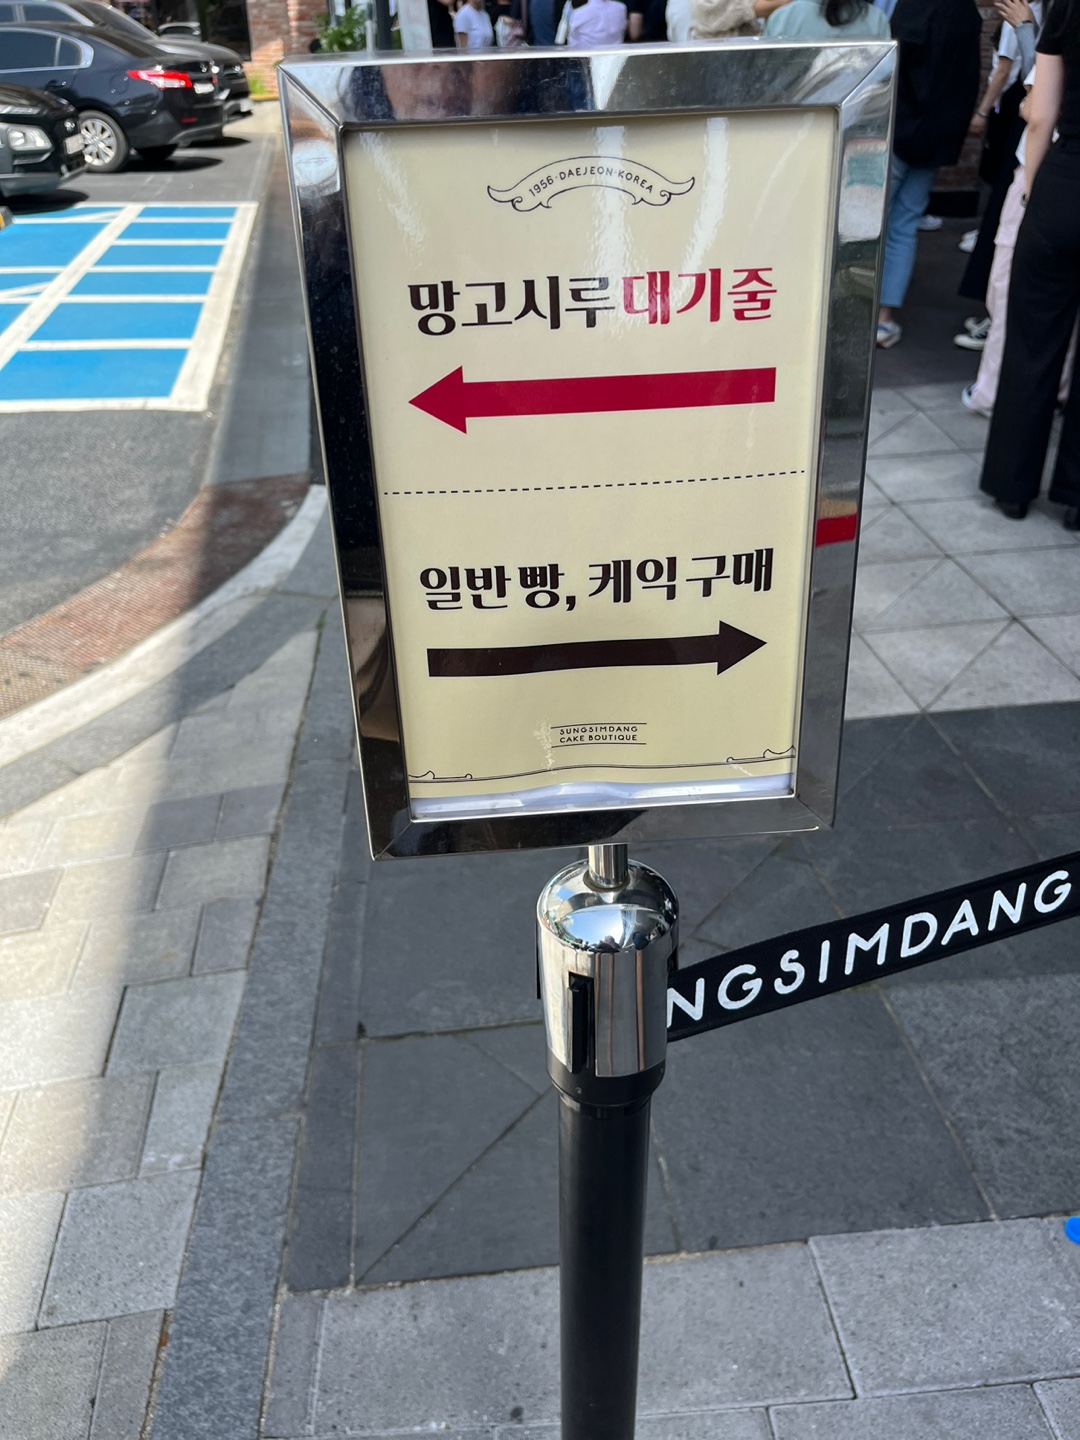 1956·DAEJEON·KOREA
망고시루 대기줄
일반 빵, 케익 구매
SUNGSIMDANG
CAKE BOUTIQUE
NGSIMDANG